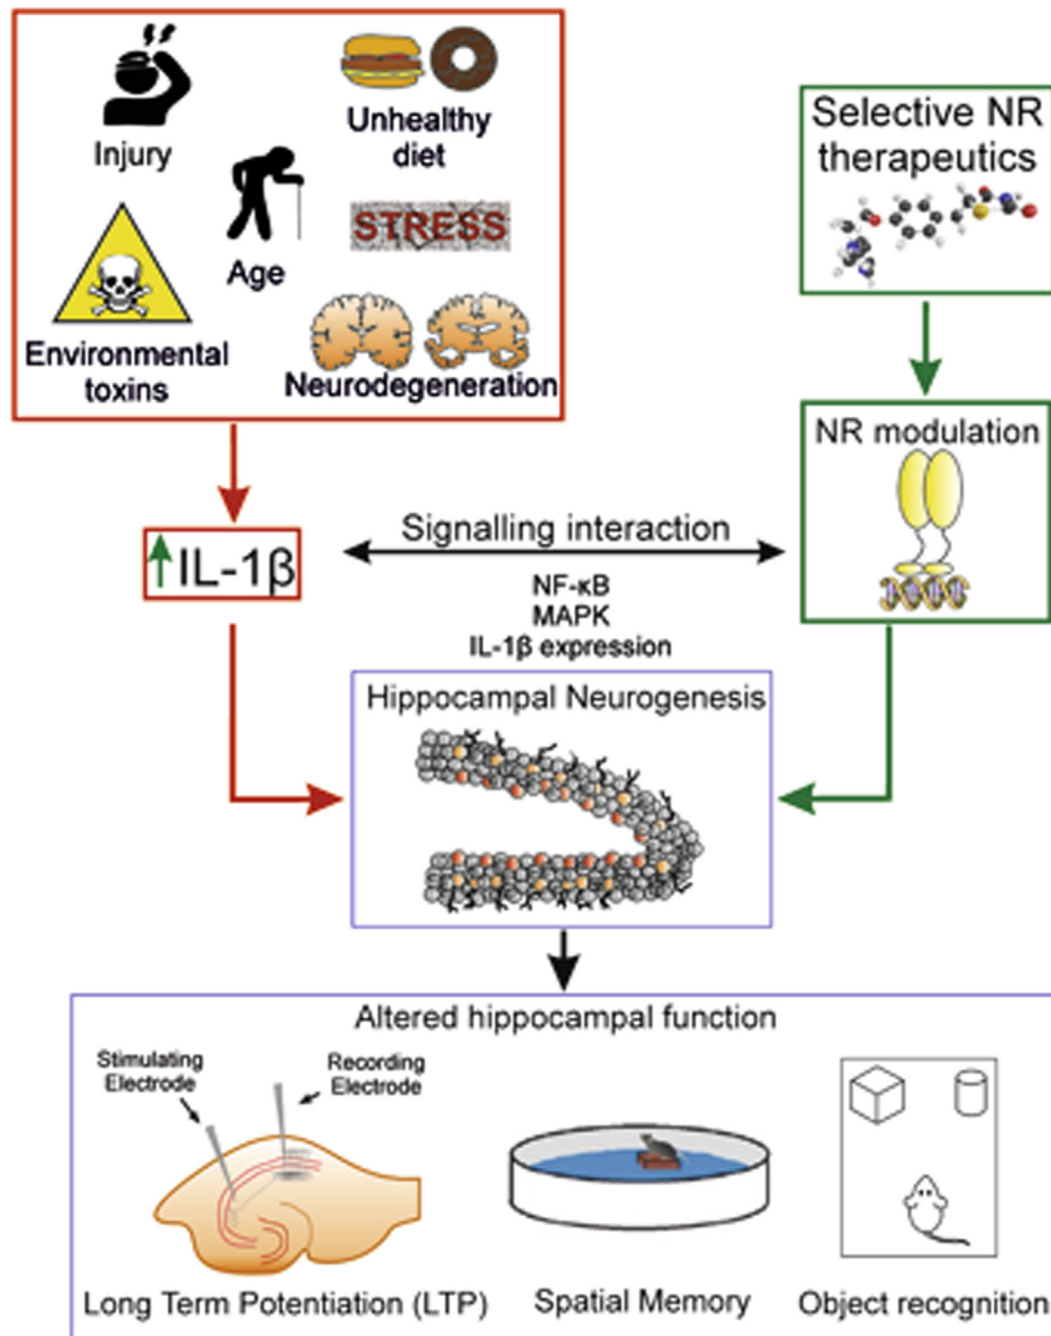 Injury
Unhealthy
diet
Age
STRESS
Environmental
toxins
Neurodegeneration
Selective NR
therapeutics
NR modulation
IL-1β
Signalling interaction
NF-κB
MAPK
IL-1β expression
Hippocampal Neurogenesis
Altered hippocampal function
Stimulating
Electrode
Recording
Electrode
Long Term Potentiation (LTP)
Spatial Memory
Object recognition